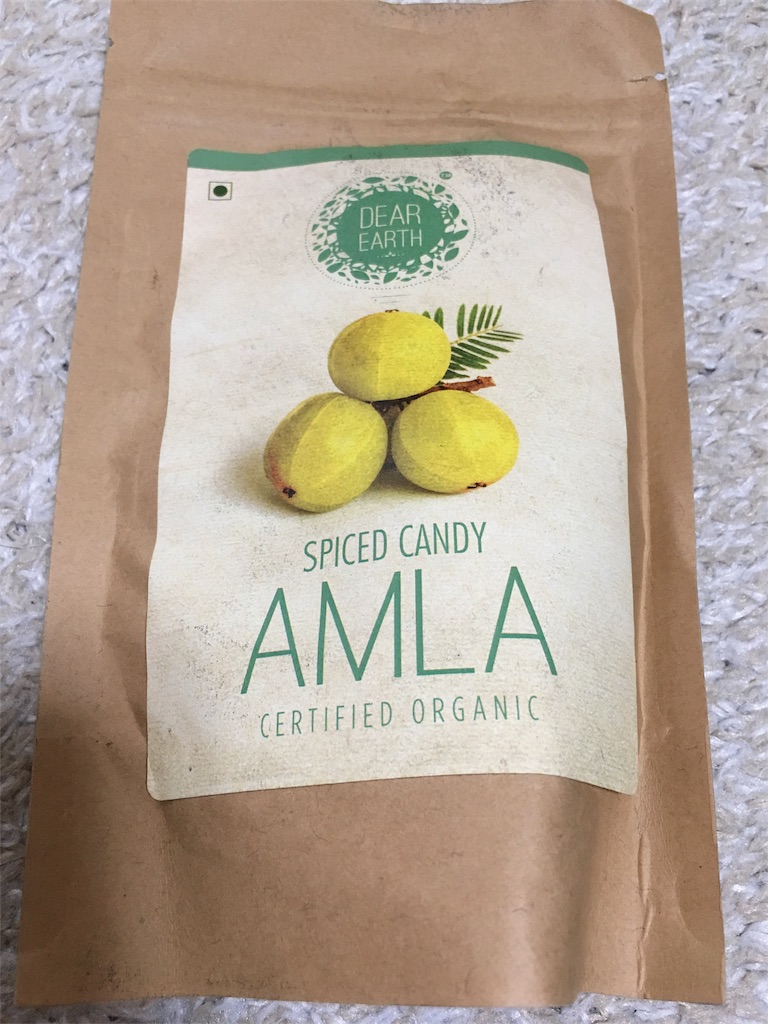 DEAR
EARTH
SPICED CANDY
AMLA
CERTIFIED ORGANIC